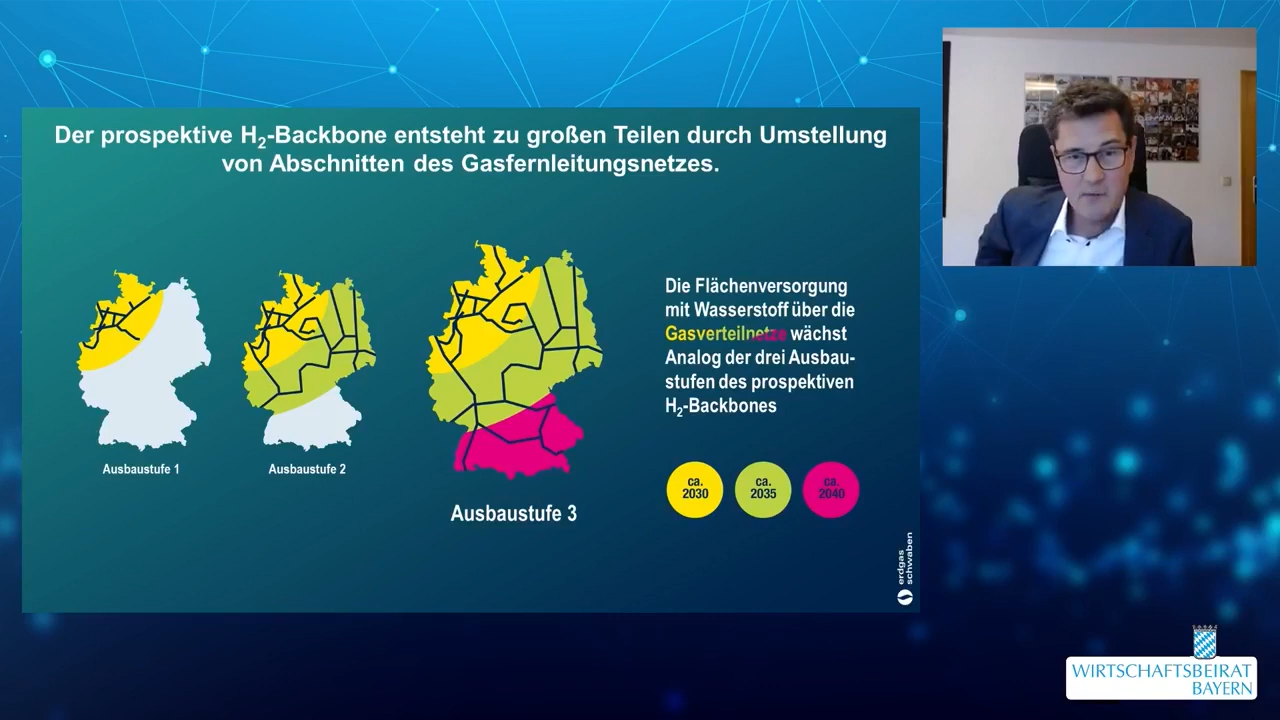 Der prospektive H₂-Backbone entsteht zu großen Teilen durch Umstellung
von Abschnitten des Gasfernleitungsnetzes.
Ausbaustufe 1
Ausbaustufe 2
Ausbaustufe 3
Die Flächenversorgung
mit Wasserstoff über die
Gasverteilnetze wächst
Analog der drei Ausbau-
stufen des prospektiven
H₂-Backbones
ca.
2030
ca.
2035
ca.
2040
erdgas
schwaben
WIRTSCHAFTSBEIRAT
BAYERN